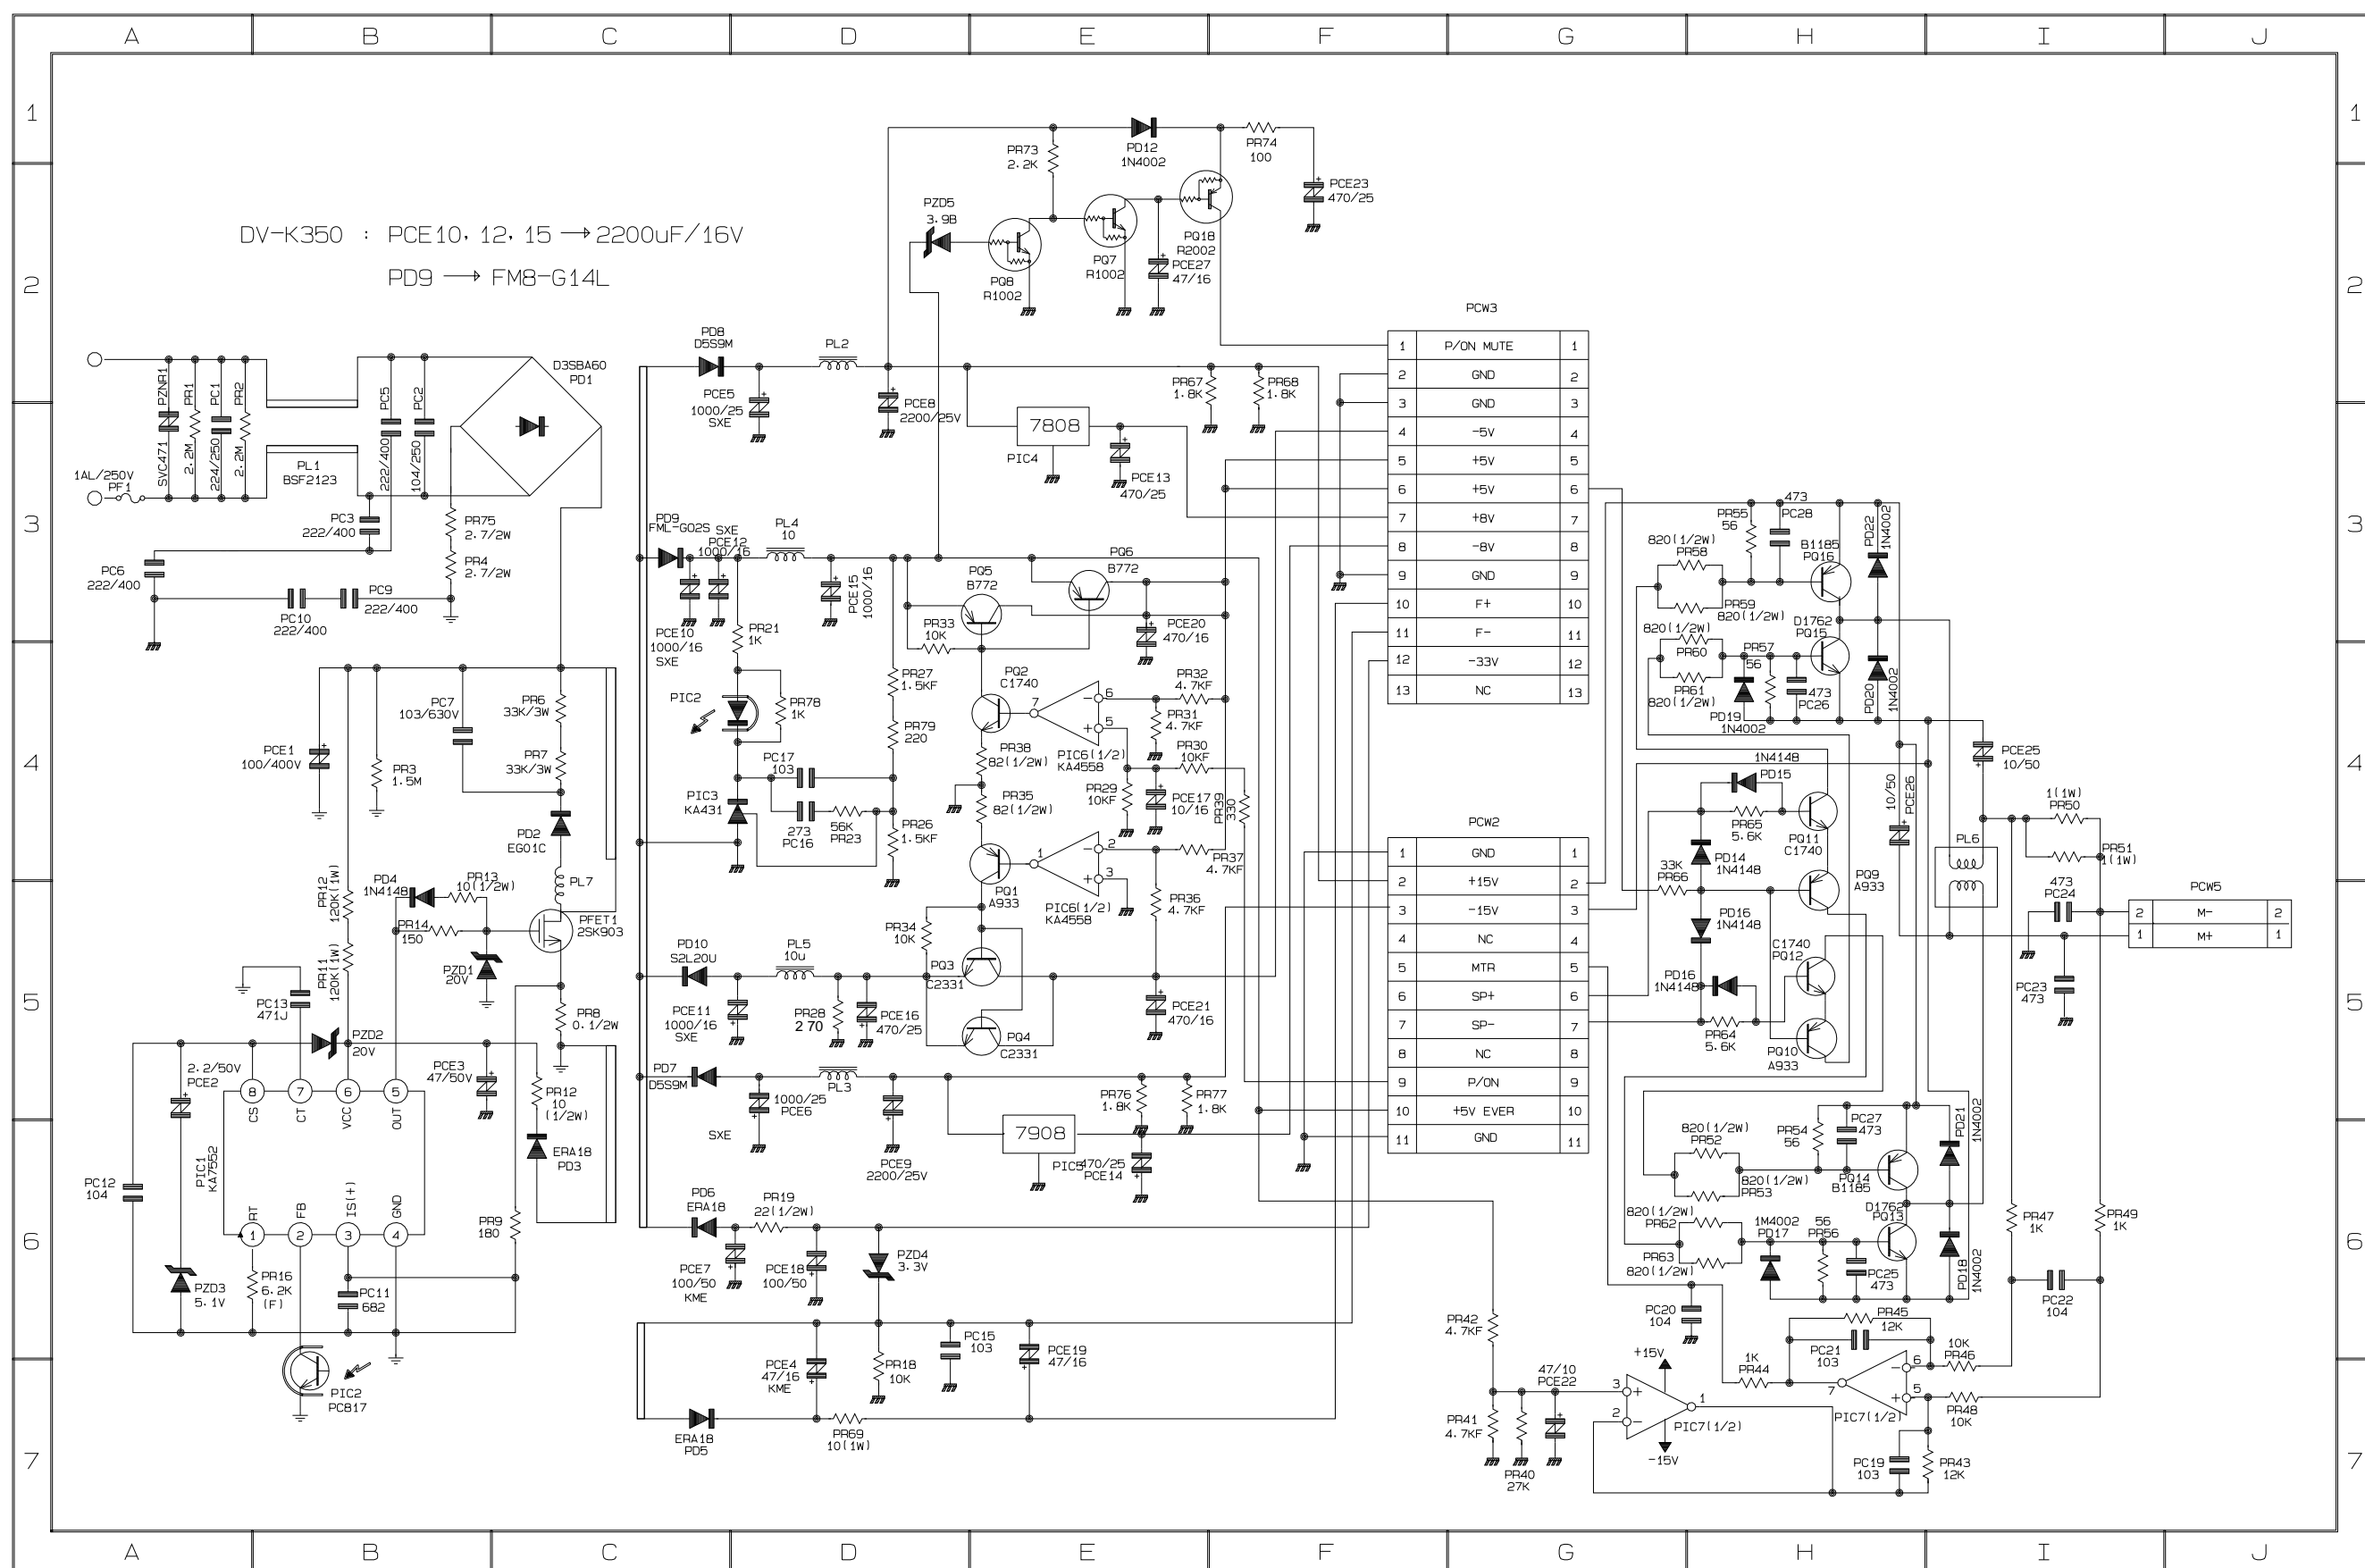 A B C D E F G H I J
1 1
2 2
3 3
4 4
5 5
6 6
7 7
DV-K350 : PCE10, 12, 15 → 2200uF/16V
PD9 → FM8-G14L
PR73
2.2K
PD12
1N4002
PR74
100
PCE23
470/25
PZD5
3.9B
PQ8
R1002
PQ7
R1002
PQ18
R2002
PCE27
47/16
1AL/250V
PF1
PZNR1
SVC471
PR1
2.2M
PC1
224/250
PR2
2.2M
PL1
BSF2123
PC5
222/400
PC2
104/250
D3SBA60
PD1
PC3
222/400
PR75
2.7/2W
PR4
2.7/2W
PC6
222/400
PC10
222/400
PC9
222/400
PD8
D5S9M
PL2
PCE5
1000/25
SXE
PCE8
2200/25V
7808
PIC4
PCE13
470/25
PR67
1.8K
PR68
1.8K
PD9
FML-G02S
SXE
PCE12
1000/16
PL4
10
PCE10
1000/16
SXE
PCE15
1000/16
PR21
1K
PQ5
B772
PQ6
B772
PR33
10K
PCE20
470/16
PIC2
PR78
1K
PR27
1.5KF
PR79
220
PC17
103
PIC3
KA431
273
PC16
56K
PR23
PR26
1.5KF
PQ2
C1740
7
6
5
PIC6(1/2)
KA4558
PR38
82(1/2W)
PR35
82(1/2W)
PR32
4.7KF
PR31
4.7KF
PR30
10KF
PR29
10KF
PCE17
10/16
PR39
330
PQ1
A933
1
2
3
PIC6(1/2)
KA4558
PR37
4.7KF
PR36
4.7KF
PR34
10K
PQ3
C2331
PQ4
C2331
PCE21
470/16
PD10
S2L20U
PL5
10u
PCE11
1000/16
SXE
PR28
270
PCE16
470/25
PD7
D5S9M
PL3
1000/25
PCE6
SXE
PCE9
2200/25V
7908
PIC5
470/25
PCE14
PR76
1.8K
PR77
1.8K
PD6
ERA18
PR19
22(1/2W)
PCE7
100/50
KME
PCE18
100/50
PZD4
3.3V
PCE4
47/16
KME
PR18
10K
PC15
103
PCE19
47/16
ERA18
PD5
PR69
10(1W)
PCE1
100/400V
PR3
1.5M
PC7
103/630V
PR6
33K/3W
PR7
33K/3W
PD2
EG01C
PL7
PFET1
2SK903
PR12
120K(1W)
PR11
120K(1W)
PD4
1N4148
PR13
10(1/2W)
PR14
150
PZD1
20V
PC13
471J
PR8
0.1/2W
PZD2
20V
2.2/50V
PCE2
PCE3
47/50V
PR12
10
(1/2W)
ERA18
PD3
8 7 6 5
CS CT VCC OUT
PIC1
KA7552
RT FB IS(+) GND
1 2 3 4
PC12
104
PZD3
5.1V
PR16
6.2K
(F)
PC11
682
PR9
180
PIC2
PC817
PCW3
1 P/ON MUTE 1
2 GND 2
3 GND 3
4 -5V 4
5 +5V 5
6 +5V 6
7 +8V 7
8 -8V 8
9 GND 9
10 F+ 10
11 F- 11
12 -33V 12
13 NC 13
PCW2
1 GND 1
2 +15V 2
3 -15V 3
4 NC 4
5 MTR 5
6 SP+ 6
7 SP- 7
8 NC 8
9 P/ON 9
10 +5V EVER 10
11 GND 11
PR55
56
473
PC28
820(1/2W)
PR58
B1185
PQ16
PD22
1N4002
PR59
820(1/2W)
820(1/2W)
PR60
PR57
56
D1762
PQ15
PR61
820(1/2W)
PD19
1N4002
473
PC26
PD20
1N4002
1N4148
PD15
PR65
5.6K
PQ11
C1740
10/50
PCE26
PD14
1N4148
33K
PR66
PQ9
A933
PD16
1N4148
C1740
PQ12
PD16
1N4148
PR64
5.6K
PQ10
A933
PCE25
10/50
1(1W)
PR50
PR51
1(1W)
PL6
473
PC24
PC23
473
PCW5
2 M- 2
1 M+ 1
820(1/2W)
PR52
PR54
56
PC27
473
PD21
1N4002
820(1/2W)
PR53
PQ14
B1185
820(1/2W)
PR62
1M4002
PD17
56
PR56
D1762
PQ13
PR63
820(1/2W)
PC25
473
PD18
1N4002
PR47
1K
PR49
1K
PC22
104
PC20
104
PR45
12K
PC21
103
1K
PR44
7
6
5
PIC7(1/2)
10K
PR46
PR48
10K
PC19
103
PR43
12K
PR42
4.7KF
PR41
4.7KF
PR40
27K
47/10
PCE22
+15V
3
2
1
PIC7(1/2)
-15V
A B C D E F G H I J